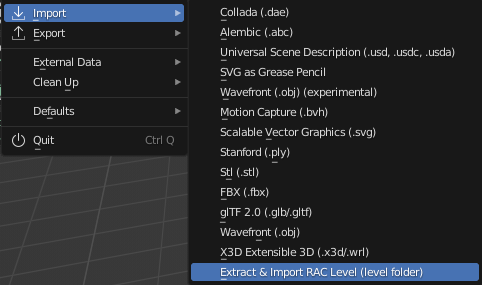 Import
Export
External Data
Clean Up
Defaults
Quit Ctrl Q
Collada (.dae)
Alembic (.abc)
Universal Scene Description (.usd, .usdc, .usda)
SVG as Grease Pencil
Wavefront (.obj) (experimental)
Motion Capture (.bvh)
Scalable Vector Graphics (.svg)
Stanford (.ply)
Stl (.stl)
FBX (.fbx)
glTF 2.0 (.glb/.gltf)
Wavefront (.obj)
X3D Extensible 3D (.x3d/.wrl)
Extract & Import RAC Level (level folder)